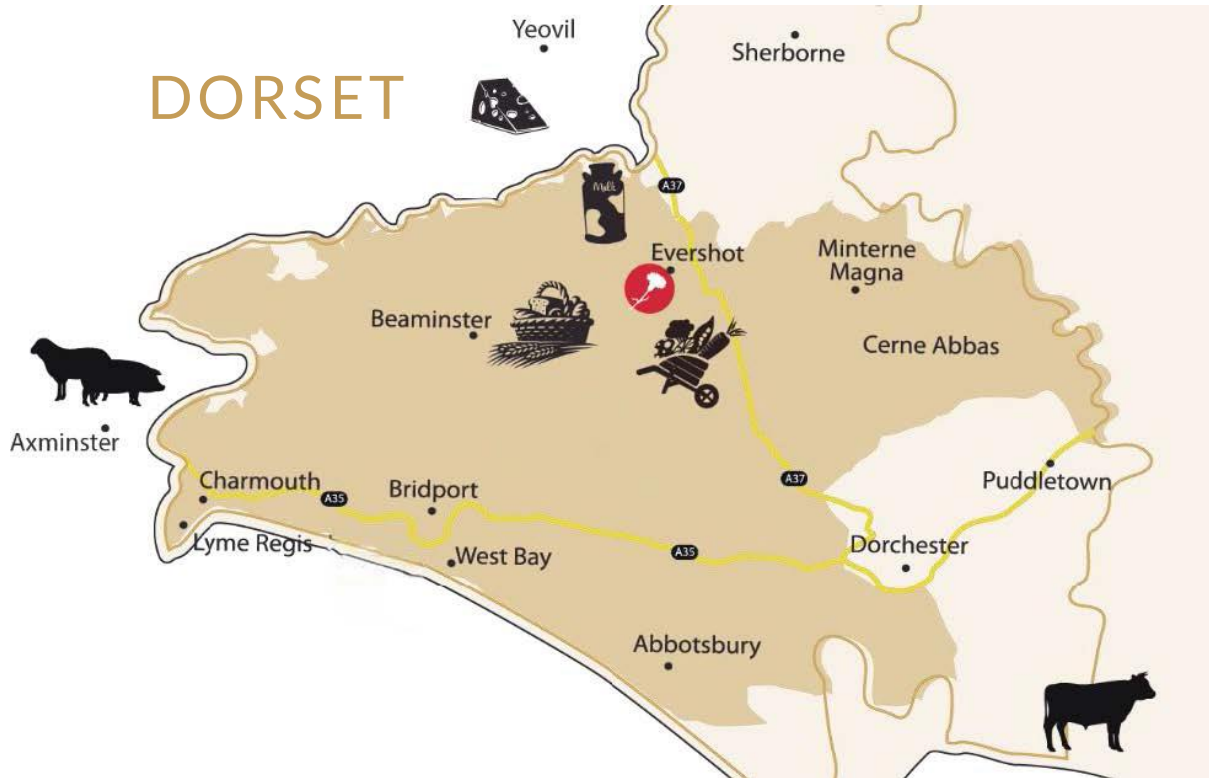 Yeovil
Sherborne
DORSET
Milk
A37
Evershot
Minterne
Magna
Beaminster
Cerne Abbas
Axminster
Charmouth
A35
Bridport
A37
Puddletown
Lyme Regis
West Bay
A35
Dorchester
Abbotsbury